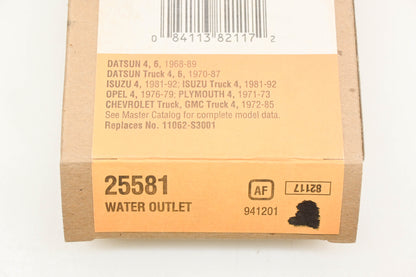 0 84113 82117 2
DATSUN 4, 6, 1968-89
DATSUN Truck 4, 6, 1970-87
ISUZU 4, 1981-92; ISUZU Truck 4, 1981-92
OPEL 4, 1976-79; PLYMOUTH 4, 1971-73
CHEVROLET Truck, GMC Truck 4, 1972-85
See Master Catalog for complete model data.
Replaces No. 11062-S3001
25581
AF
82117
WATER OUTLET
941201